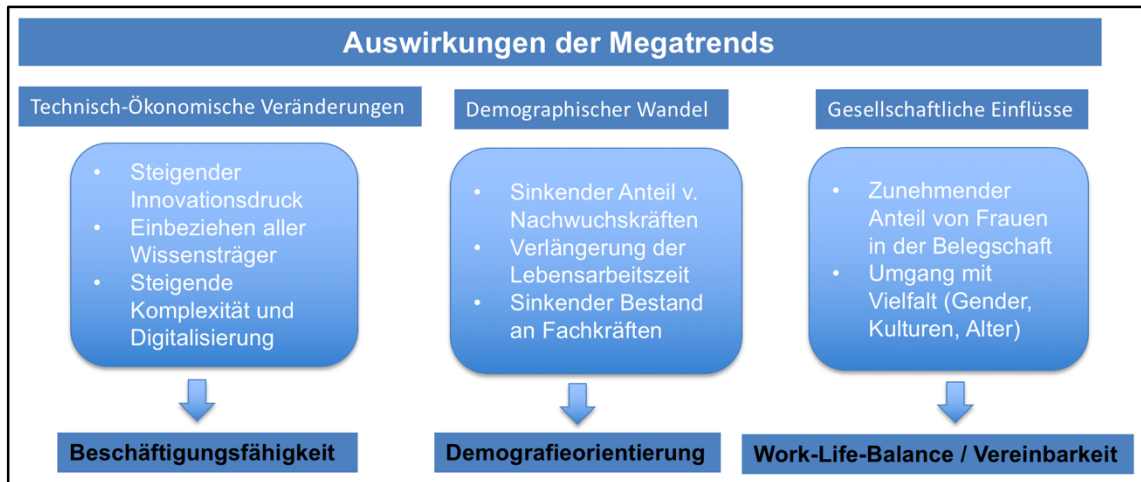 Auswirkungen der Megatrends
Technisch-Ökonomische Veränderungen
• Steigender
Innovationsdruck
• Einbeziehen aller
Wissensträger
• Steigende
Komplexität und
Digitalisierung
Beschäftigungsfähigkeit
Demographischer Wandel
• Sinkender Anteil v.
Nachwuchskräften
• Verlängerung der
Lebensarbeitszeit
• Sinkender Bestand
an Fachkräften
Demografieorientierung
Gesellschaftliche Einflüsse
• Zunehmender
Anteil von Frauen
in der Belegschaft
• Umgang mit
Vielfalt (Gender,
Kulturen, Alter)
Work-Life-Balance / Vereinbarkeit